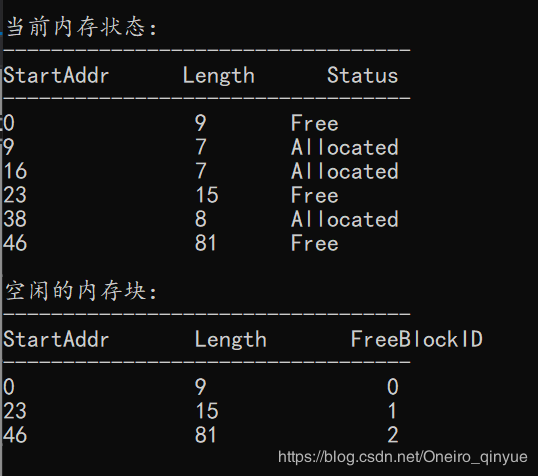 当前内存状态:
----------------------------------
StartAddr Length Status
----------------------------------
0 9 Free
9 7 Allocated
16 7 Allocated
23 15 Free
38 8 Allocated
46 81 Free
空闲的内存块:
----------------------------------
StartAddr Length FreeBlockID
----------------------------------
0 9 0
23 15 1
46 81 2
https://blog.csdn.net/Oneiro_qinyue